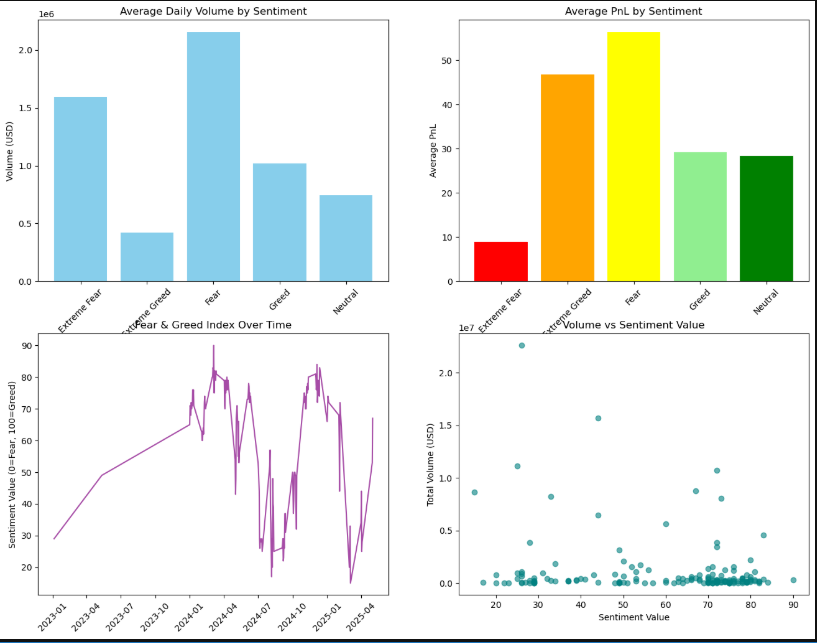 Average Daily Volume by Sentiment
1e6
Volume (USD)
2.0
1.5
1.0
0.5
0.0
Extreme Fear
Extreme Greed
Fear
Greed
Neutral
Average PnL by Sentiment
Average PnL
50
40
30
20
10
0
Extreme Fear
Extreme Greed
Fear
Greed
Neutral
Fear & Greed Index Over Time
Sentiment Value (0=Fear, 100=Greed)
90
80
70
60
50
40
30
20
2023-01
2023-04
2023-07
2023-10
2024-01
2024-04
2024-07
2024-10
2025-01
2025-04
Volume vs Sentiment Value
1e7
Total Volume (USD)
2.0
1.5
1.0
0.5
0.0
20
30
40
50
60
70
80
90
Sentiment Value